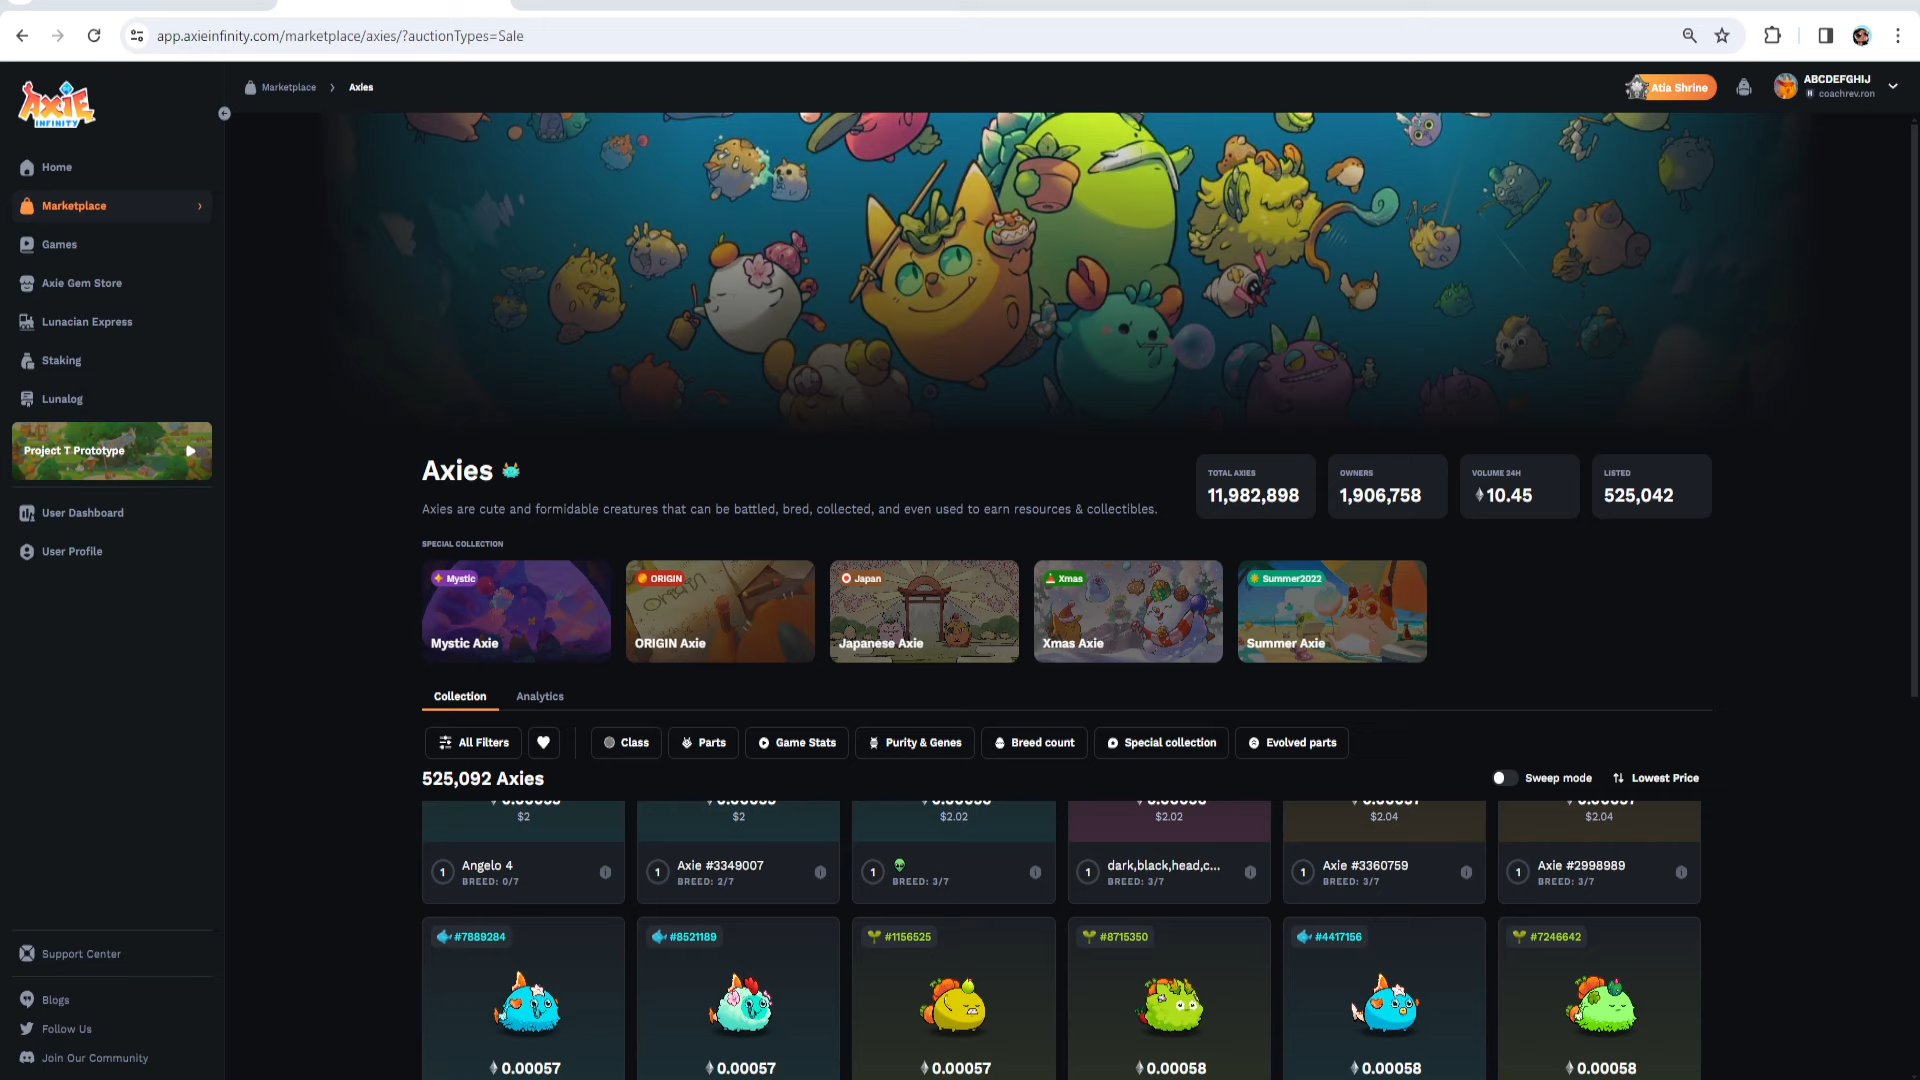 app.axieinfinity.com/marketplace/axies/?auctionTypes=Sale
AXIE
INFINITY
Marketplace
Axies
Atia Shrine
ABCDEFGHIJ
coachrev.ron
Home
Marketplace
Games
Axie Gem Store
Lunacian Express
Staking
Lunalog
Project T Prototype
User Dashboard
User Profile
Support Center
Blogs
Follow Us
Join Our Community
Axies
Axies are cute and formidable creatures that can be battled, bred, collected, and even used to earn resources & collectibles.
TOTAL AXIES
11,982,898
OWNERS
1,906,758
VOLUME 24H
10.45
LISTED
525,042
SPECIAL COLLECTION
Mystic
Mystic Axie
ORIGIN
ORIGIN Axie
Japan
Japanese Axie
Xmas
Xmas Axie
Summer2022
Summer Axie
Collection Analytics
All Filters Class Parts Game Stats Purity & Genes Breed count Special collection Evolved parts
525,092 Axies
Sweep mode Lowest Price
$2 $2 $2.02 $2.02 $2.04 $2.04
1 Angelo 4
BREED: 0/7
1 Axie #3349007
BREED: 2/7
1 👽
BREED: 3/7
1 dark,black,head,c...
BREED: 3/7
1 Axie #3360759
BREED: 3/7
1 Axie #2998989
BREED: 3/7
#7889284 #8521189 #1156525 #8715350 #4417156 #7246642
0.00057 0.00057 0.00057 0.00058 0.00058 0.00058